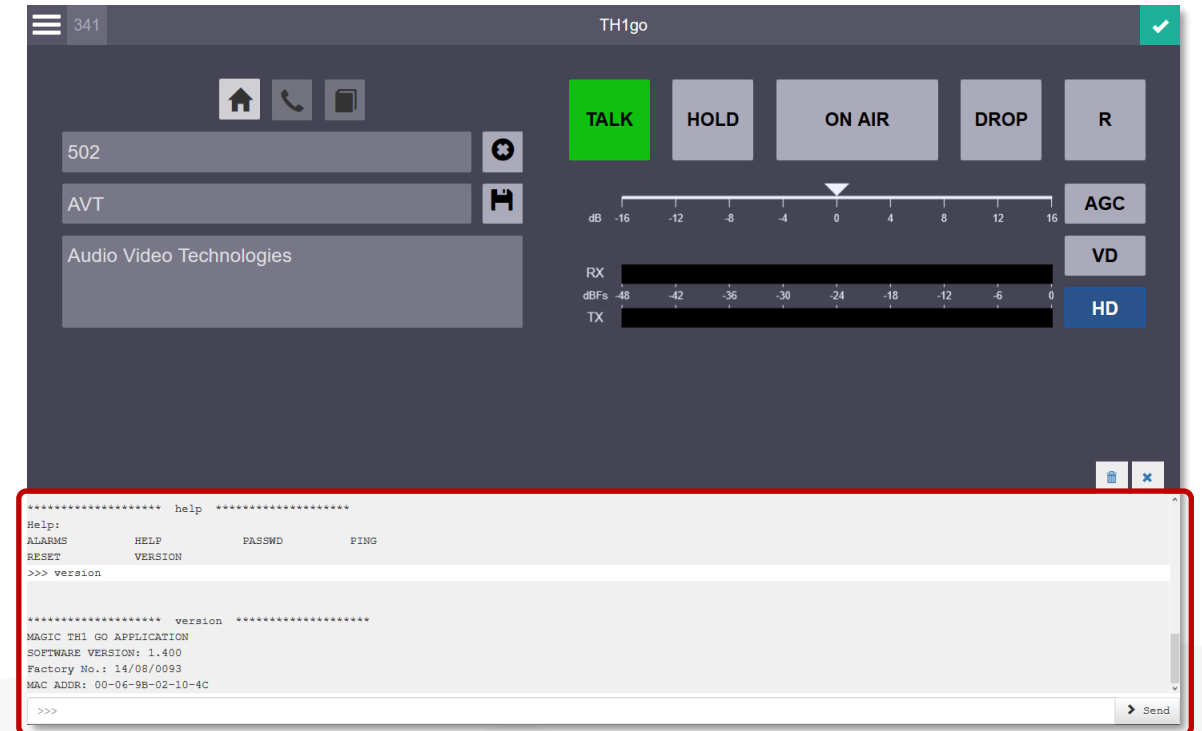 341 TH1go
TALK HOLD ON AIR DROP R
502
AVT
AGC
dB -16 -12 -8 -4 0 4 8 12 16
Audio Video Technologies
VD
RX
dBFs -48 -42 -36 -30 -24 -18 -12 -6 0
HD
TX
******************** help ********************
Help:
ALARMS HELP PASSWD PING
RESET VERSION
>>> version
******************** version ********************
MAGIC TH1 GO APPLICATION
SOFTWARE VERSION: 1.400
Factory No.: 14/08/0093
MAC ADDR: 00-06-9B-02-10-4C
>>> Send